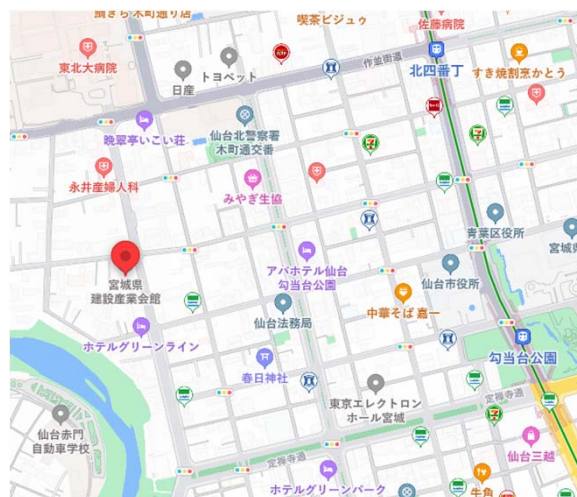 鯛きち 木町通り店
喫茶ビジュゥ
佐藤病院
東北大病院
トヨペット
日産
作並街道
北四番丁
すき焼割烹かとう
晩翠亭いこい荘
仙台北警察署
木町通交番
永井産婦人科
みやぎ生協
青葉区役所
宮城県
アパホテル仙台
勾当台公園
仙台市役所
宮城県
建設産業会館
中華そば 嘉一
仙台法務局
ホテルグリーンライン
勾当台公園
春日神社
東京エレクトロン
ホール宮城
定禅寺通
仙台赤門
自動車学校
仙台三越
定禅寺通
ホテルグリーンパーク
牛角